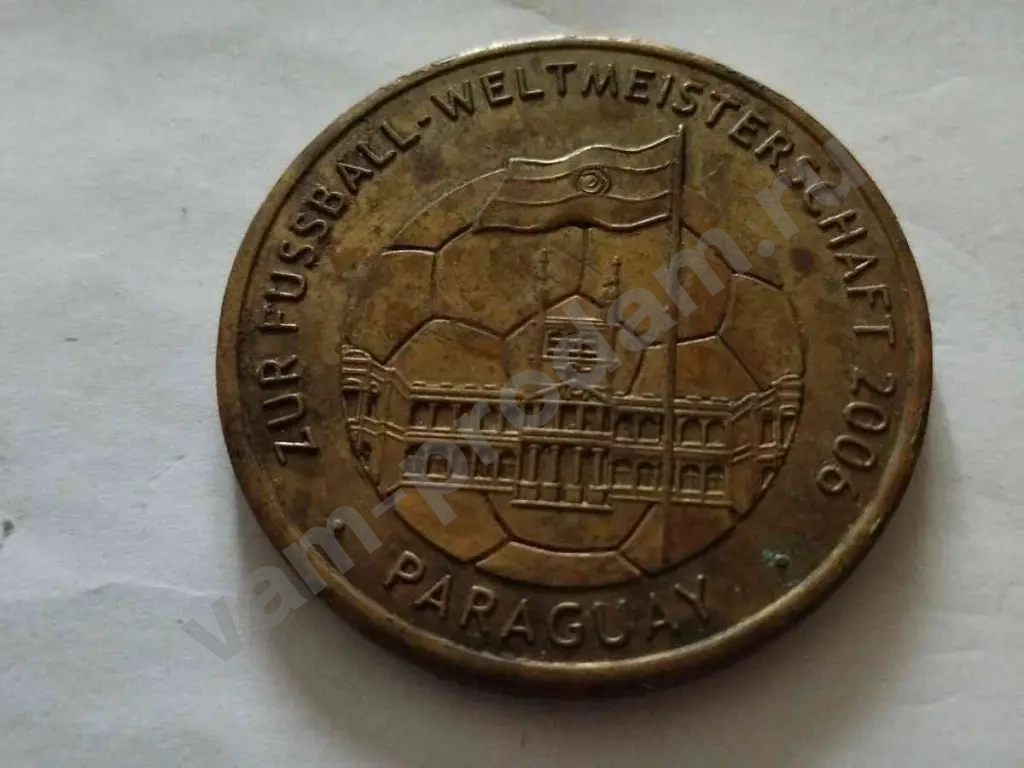 ZUR FUSSBALL-WELTMEISTERSCHAFT 2006
PARAGUAY
vam-prodam.ru